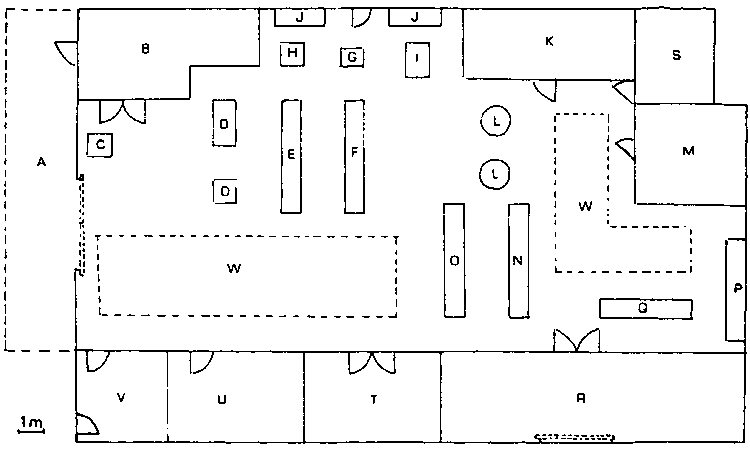 J J
B H G I K S
C D E F L M
A
D L
W
W O N P
Q
V U T R
1m